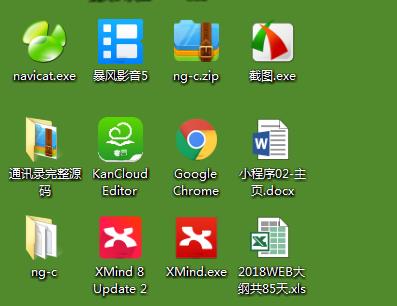 navicat.exe
暴风影音5
ng-c.zip
截图.exe
通讯录完整源
码
KanCloud
Editor
Google
Chrome
小程序02-主
页.docx
ng-c
XMind 8
Update 2
XMind.exe
2018WEB大
纲共85天.xls